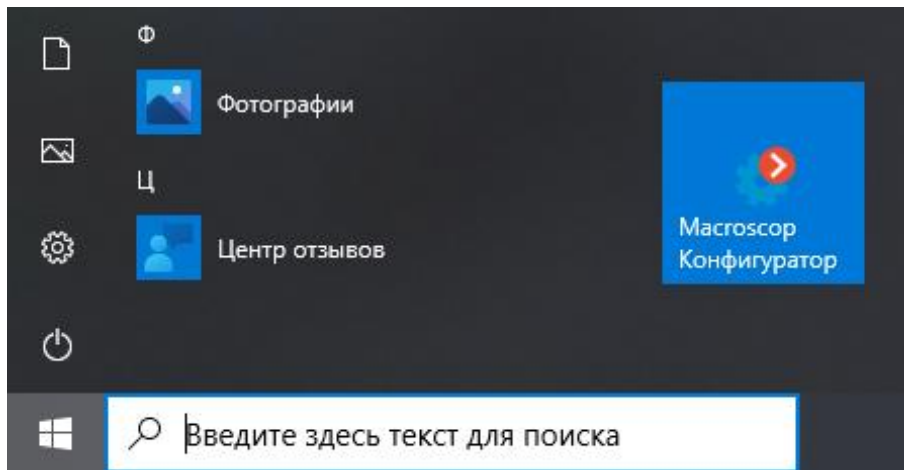 Ф
Фотографии
Ц
Центр отзывов
Macroscop
Конфигуратор
Введите здесь текст для поиска